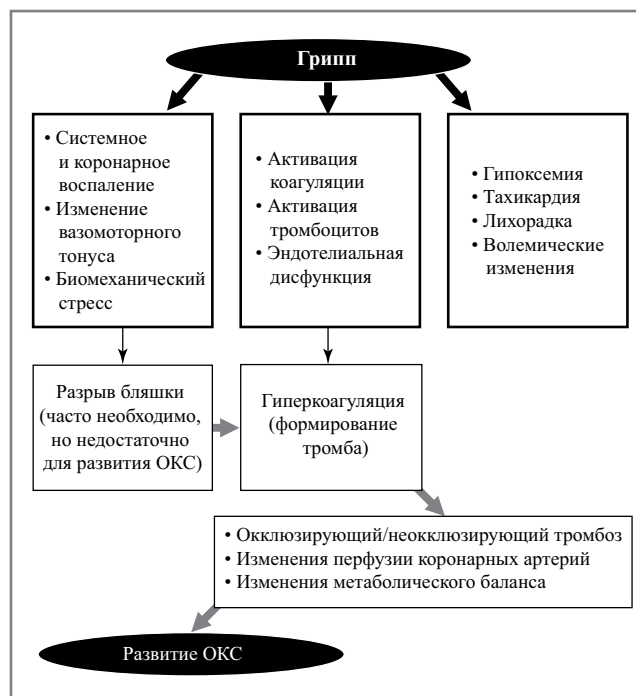 Грипп
• Системное
и коронарное
воспаление
• Изменение
вазомоторного
тонуса
• Биомеханический
стресс
• Активация
коагуляции
• Активация
тромбоцитов
• Эндотелиальная
дисфункция
• Гипоксемия
• Тахикардия
• Лихорадка
• Волемические
изменения
Разрыв бляшки
(часто необходимо,
но недостаточно
для развития ОКС)
Гиперкоагуляция
(формирование
тромба)
• Окклюзирующий/неокклюзирующий тромбоз
• Изменения перфузии коронарных артерий
• Изменения метаболического баланса
Развитие ОКС